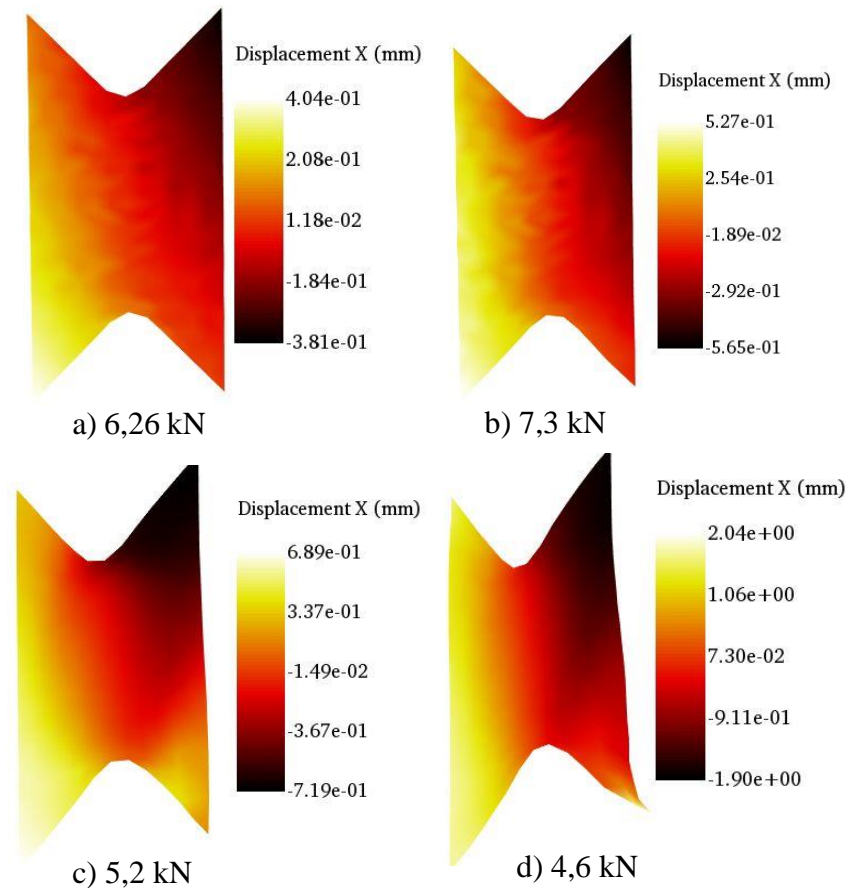 Displacement X (mm)
4.04e-01
2.08e-01
1.18e-02
-1.84e-01
-3.81e-01
a) 6,26 kN
Displacement X (mm)
5.27e-01
2.54e-01
-1.89e-02
-2.92e-01
-5.65e-01
b) 7,3 kN
Displacement X (mm)
6.89e-01
3.37e-01
-1.49e-02
-3.67e-01
-7.19e-01
c) 5,2 kN
Displacement X (mm)
2.04e+00
1.06e+00
7.30e-02
-9.11e-01
-1.90e+00
d) 4,6 kN